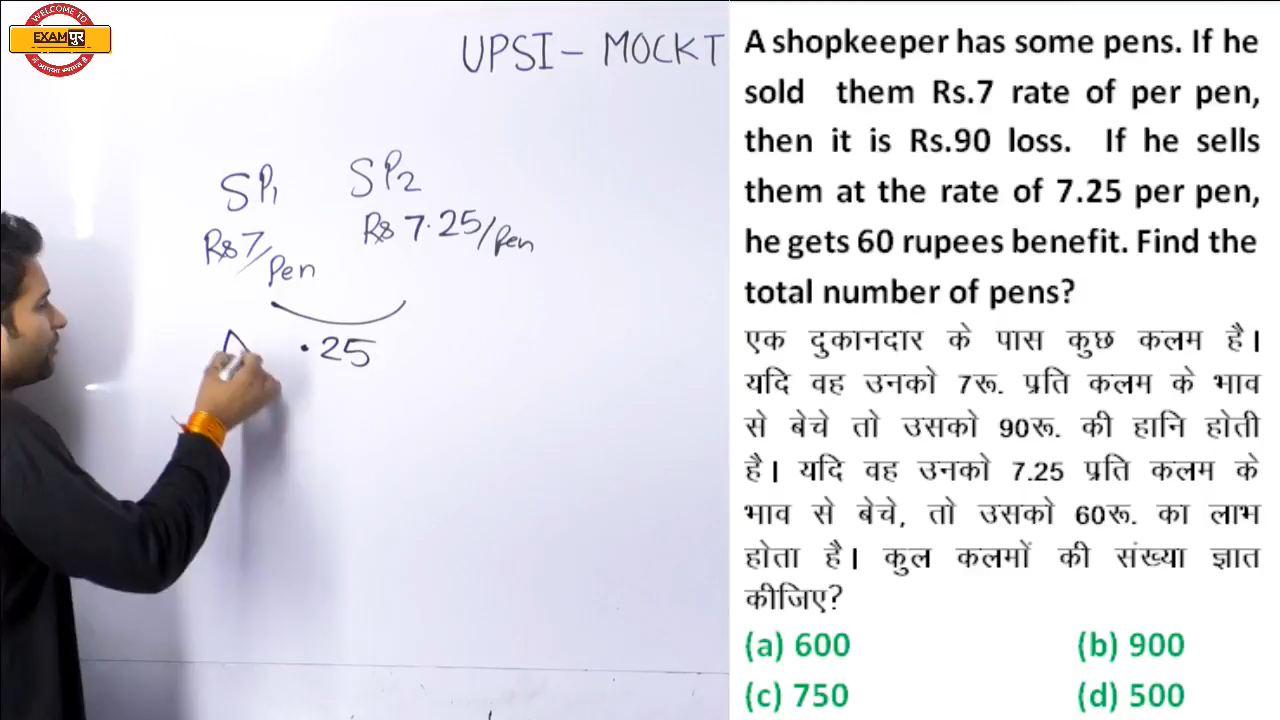 WELCOME TO
EXAMपुर
UPSI - MOCKT
SP1 SP2
Rs 7/pen Rs 7.25/pen
.25
A shopkeeper has some pens. If he
sold them Rs.7 rate of per pen,
then it is Rs.90 loss. If he sells
them at the rate of 7.25 per pen,
he gets 60 rupees benefit. Find the
total number of pens?
एक दुकानदार के पास कुछ कलम है।
यदि वह उनको 7रू. प्रति कलम के भाव
से बेचे तो उसको 90रू. की हानि होती
है। यदि वह उनको 7.25 प्रति कलम के
भाव से बेचे, तो उसको 60रू. का लाभ
होता है। कुल कलमों की संख्या ज्ञात
कीजिए?
(a) 600 (b) 900
(c) 750 (d) 500